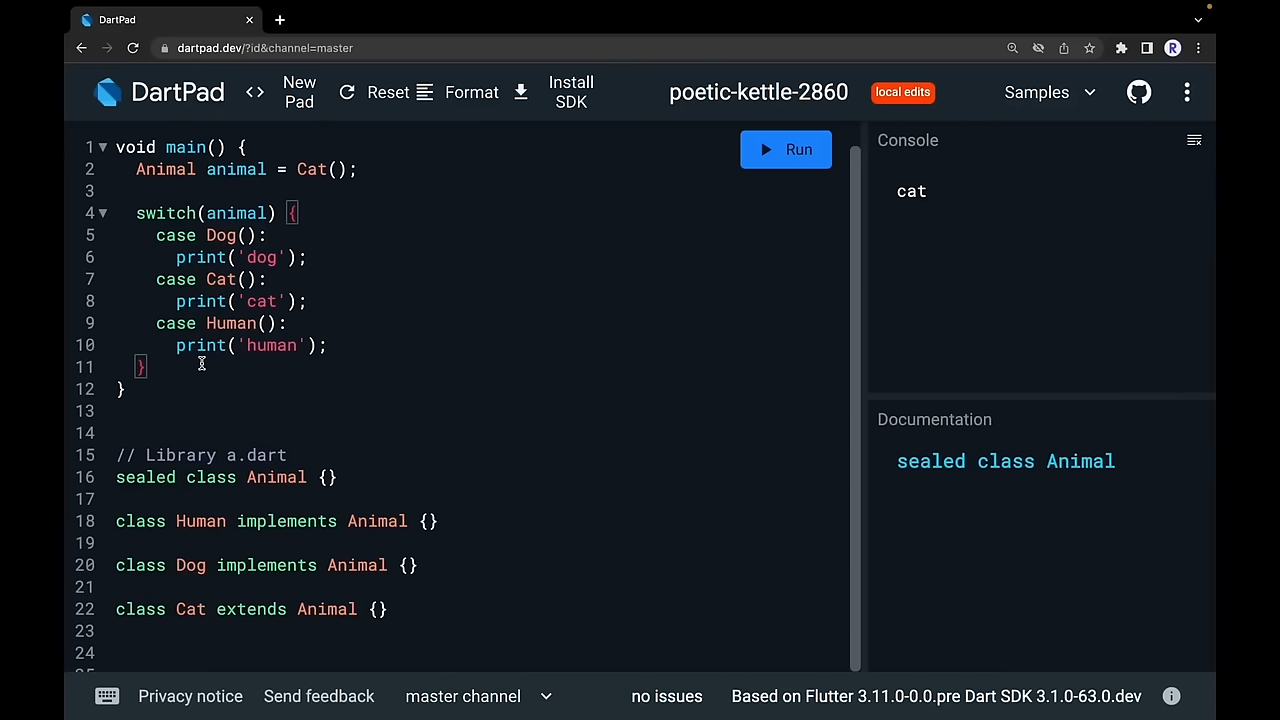 DartPad
dartpad.dev/?id&channel=master
R
DartPad
<> New Pad
Reset
Format
Install SDK
poetic-kettle-2860
local edits
Samples
1 void main() {
2   Animal animal = Cat();
3
4   switch(animal) {
5     case Dog():
6       print('dog');
7     case Cat():
8       print('cat');
9     case Human():
10       print('human');
11   }
12 }
13
14
15 // Library a.dart
16 sealed class Animal {}
17
18 class Human implements Animal {}
19
20 class Dog implements Animal {}
21
22 class Cat extends Animal {}
23
24
Run
Console
cat
Documentation
sealed class Animal
Privacy notice
Send feedback
master channel
no issues
Based on Flutter 3.11.0-0.0.pre Dart SDK 3.1.0-63.0.dev